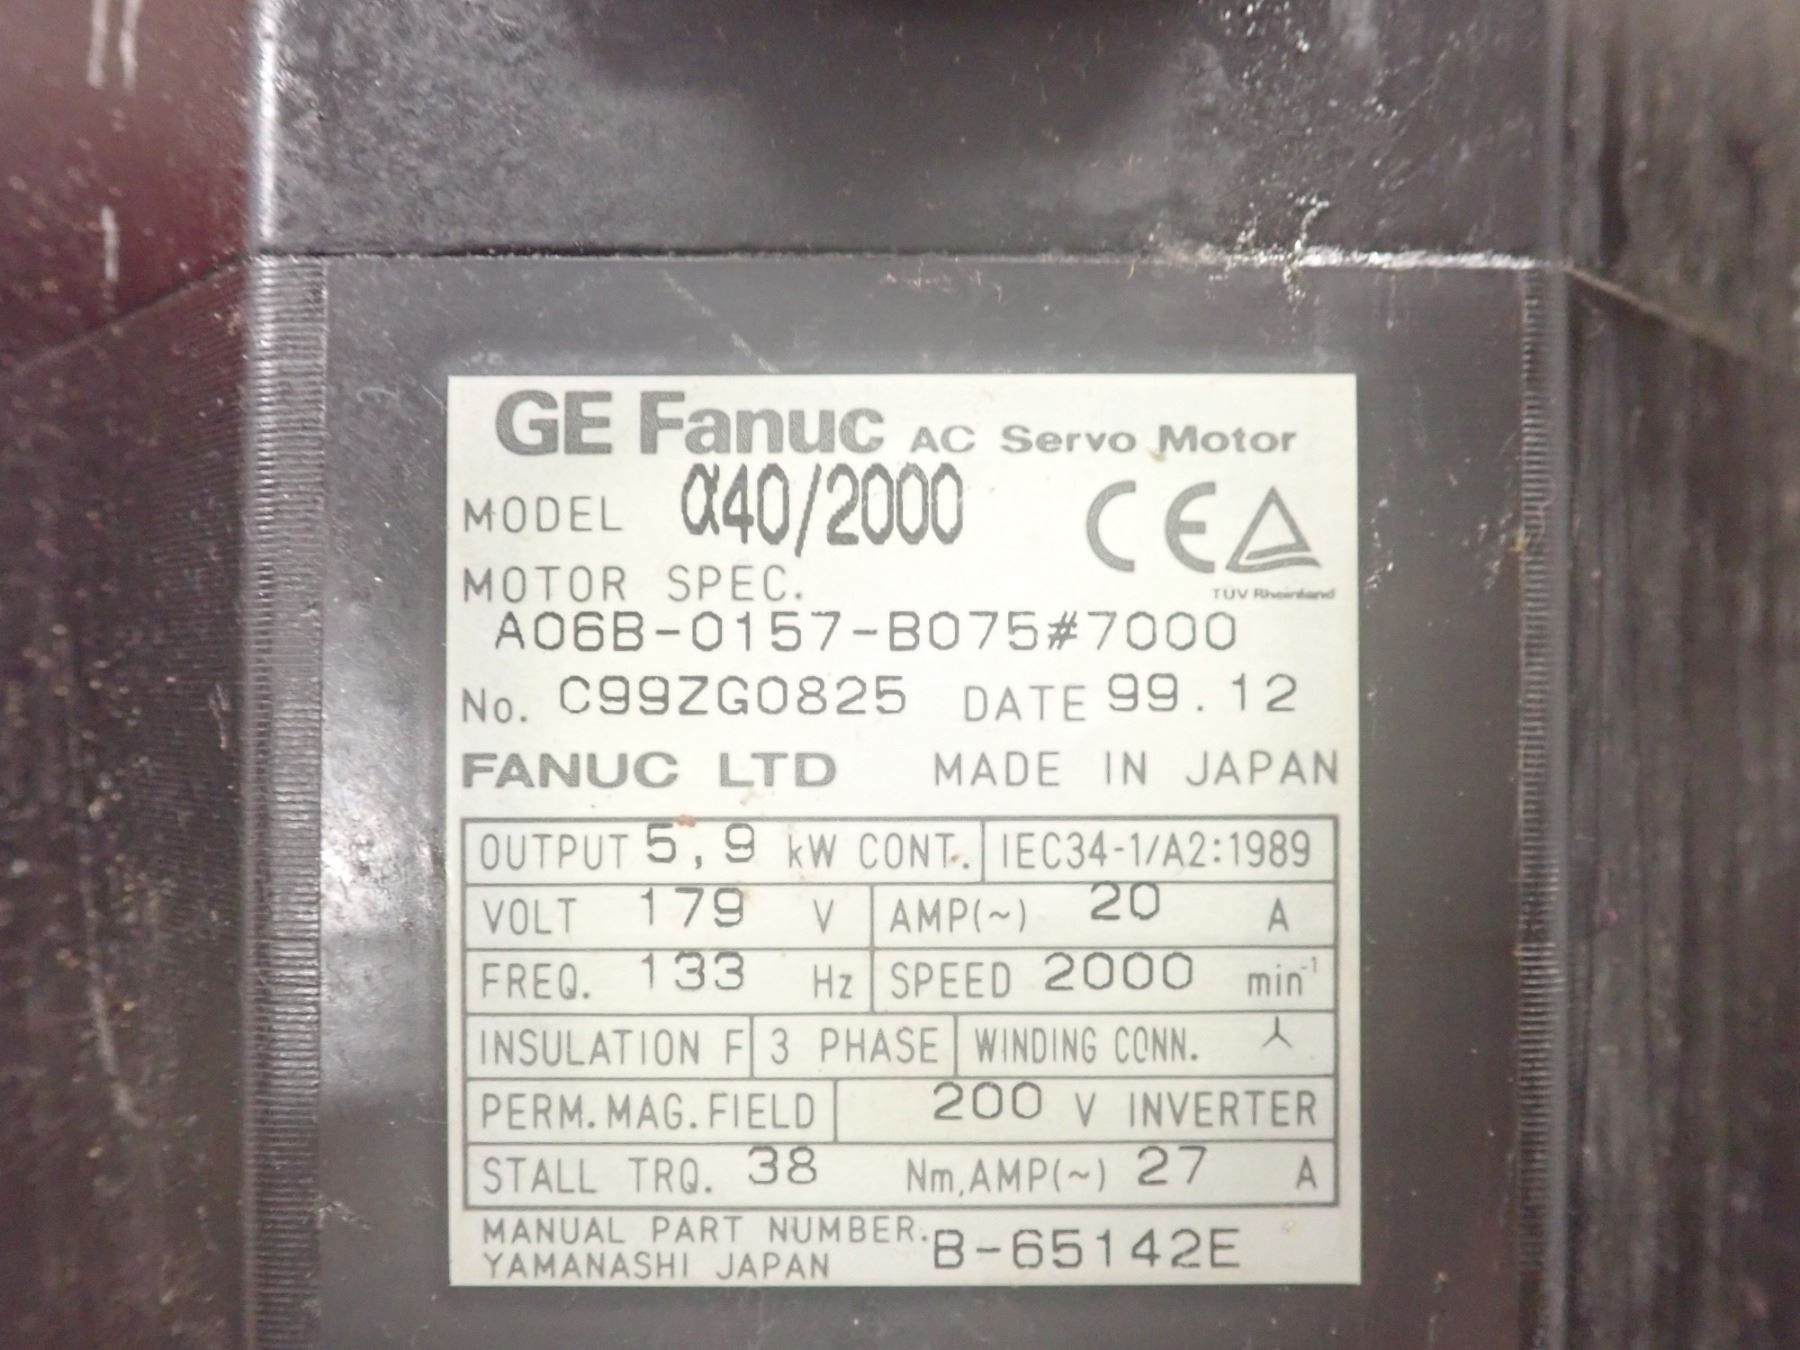 GE Fanuc AC Servo Motor
MODEL α40/2000
CE
TÜV Rheinland
MOTOR SPEC.
A06B-0157-B075#7000
No. C99ZG0825 DATE 99.12
FANUC LTD MADE IN JAPAN
OUTPUT 5,9 kW CONT. IEC34-1/A2:1989
VOLT 179 V AMP(~) 20 A
FREQ. 133 Hz SPEED 2000 min⁻¹
INSULATION F 3 PHASE WINDING CONN.
PERM.MAG.FIELD 200 V INVERTER
STALL TRQ. 38 Nm,AMP(~) 27 A
MANUAL PART NUMBER. B-65142E
YAMANASHI JAPAN